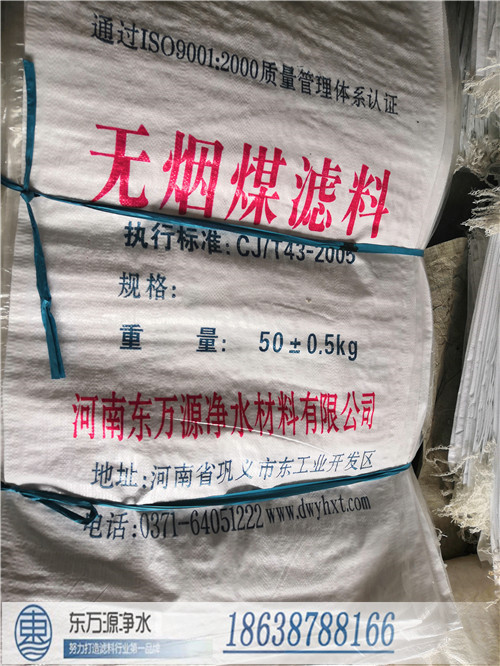 通过ISO9001:2000质量管理体系认证
无烟煤滤料
执行标准:CJ/T43-2005
规格:
重 量: 50±0.5kg
河南东万源净水材料有限公司
地址:河南省巩义市东工业开发区
电话:0371-64051222 www.dwyhxt.com
东万源净水
努力打造滤料行业第一品牌
18638788166